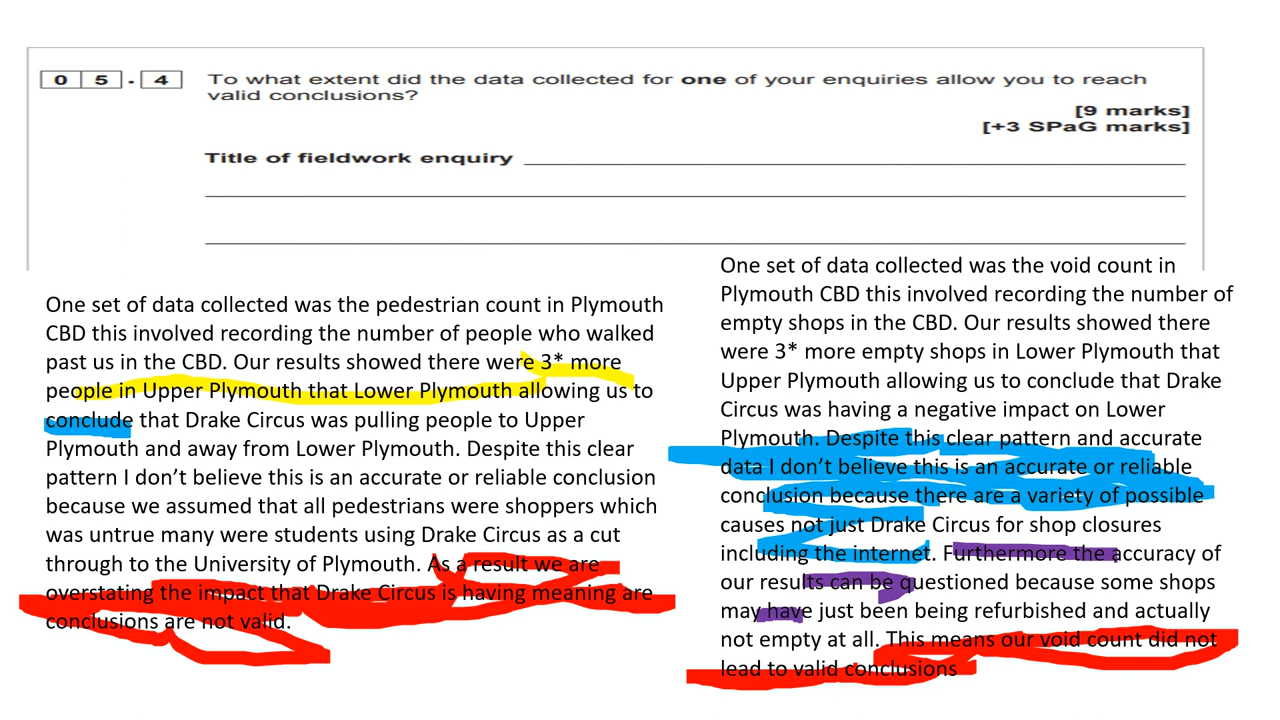 0 5 . 4 To what extent did the data collected for one of your enquiries allow you to reach
valid conclusions?
[9 marks]
[+3 SPaG marks]
Title of fieldwork enquiry
One set of data collected was the pedestrian count in Plymouth
CBD this involved recording the number of people who walked
past us in the CBD. Our results showed there were 3* more
people in Upper Plymouth that Lower Plymouth allowing us to
conclude that Drake Circus was pulling people to Upper
Plymouth and away from Lower Plymouth. Despite this clear
pattern I don’t believe this is an accurate or reliable conclusion
because we assumed that all pedestrians were shoppers which
was untrue many were students using Drake Circus as a cut
through to the University of Plymouth. As a result we are
overstating the impact that Drake Circus is having meaning are
conclusions are not valid.
One set of data collected was the void count in
Plymouth CBD this involved recording the number of
empty shops in the CBD. Our results showed there
were 3* more empty shops in Lower Plymouth that
Upper Plymouth allowing us to conclude that Drake
Circus was having a negative impact on Lower
Plymouth. Despite this clear pattern and accurate
data I don’t believe this is an accurate or reliable
conclusion because there are a variety of possible
causes not just Drake Circus for shop closures
including the internet. Furthermore the accuracy of
our results can be questioned because some shops
may have just been being refurbished and actually
not empty at all. This means our void count did not
lead to valid conclusions